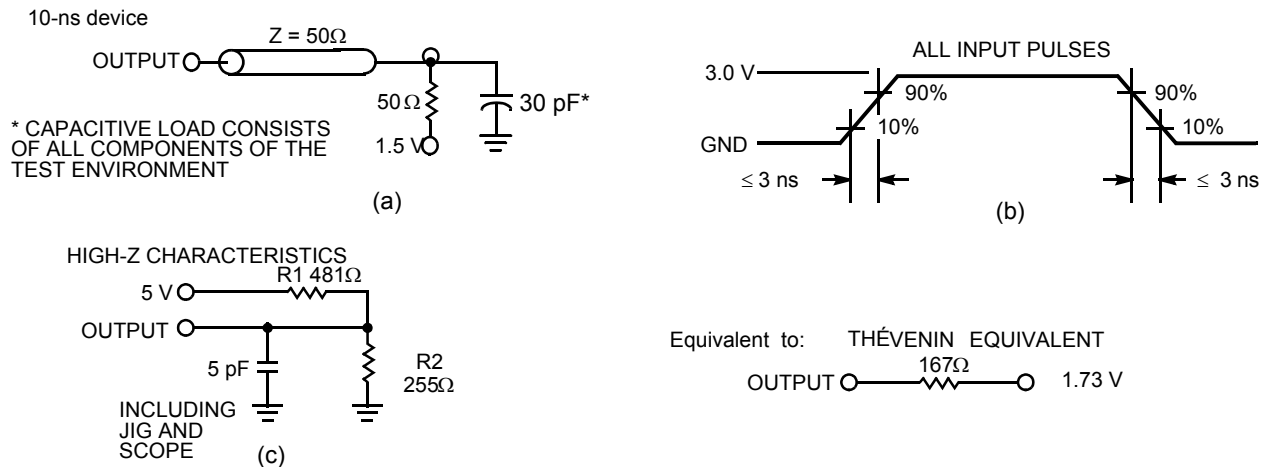 10-ns device
Z = 50Ω
OUTPUT
50Ω
30 pF*
1.5 V
* CAPACITIVE LOAD CONSISTS
OF ALL COMPONENTS OF THE
TEST ENVIRONMENT
(a)
ALL INPUT PULSES
3.0 V
90%
90%
10%
10%
GND
≤ 3 ns
≤ 3 ns
(b)
HIGH-Z CHARACTERISTICS
R1 481Ω
5 V
OUTPUT
5 pF
R2
255Ω
INCLUDING
JIG AND
SCOPE
(c)
Equivalent to: THÉVENIN EQUIVALENT
167Ω
OUTPUT
1.73 V